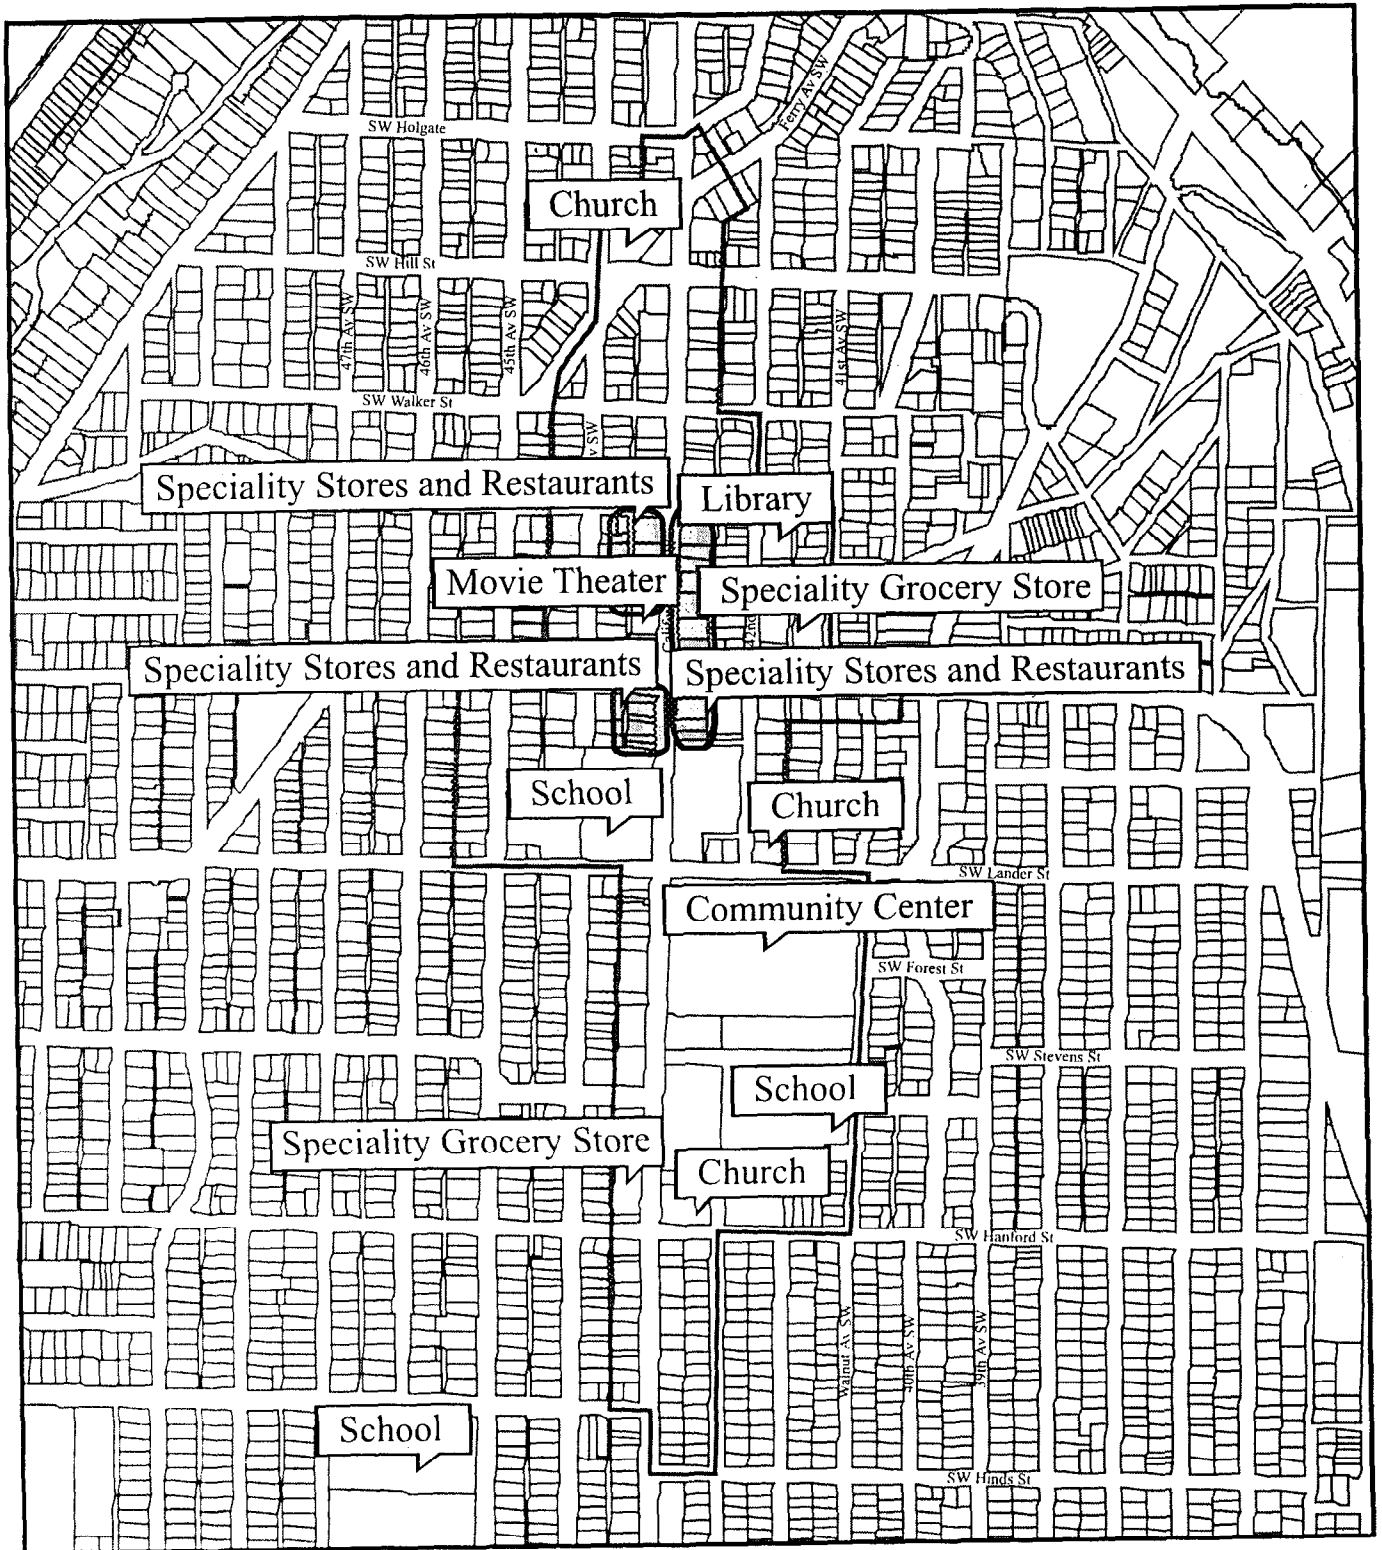 SW Holgate
Ferry Av SW
Church
SW Hill St
47th Av SW
46th Av SW
45th Av SW
41st Av SW
SW Walker St
SW
Speciality Stores and Restaurants
Library
Movie Theater
Speciality Grocery Store
42nd
Speciality Stores and Restaurants
Speciality Stores and Restaurants
School
Church
SW Lander St
Community Center
SW Forest St
SW Stevens St
School
Speciality Grocery Store
Church
SW Hanford St
Walnut Av SW
40th Av SW
39th Av SW
School
SW Hinds St